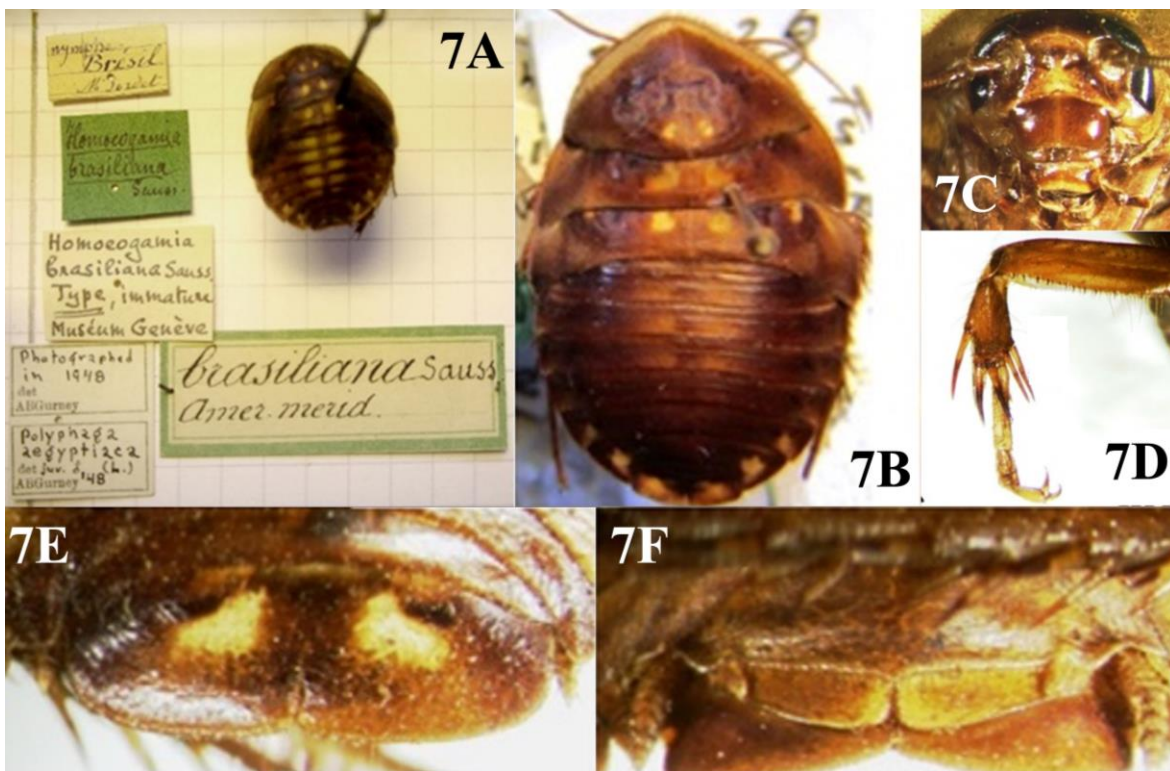 7A
nymphe
Brésil
Homoeogamia
brasiliana
Sauss.
Homoeogamia
brasiliana Sauss.
Type, immature
Muséum Genève
Photographed
in 1948
det
ABGurney
Polyphaga
aegyptiaca
det juv. ♂ (L.)
ABGurney '48
brasiliana Sauss.
Amer. merid.
7B
7C
7D
7E
7F